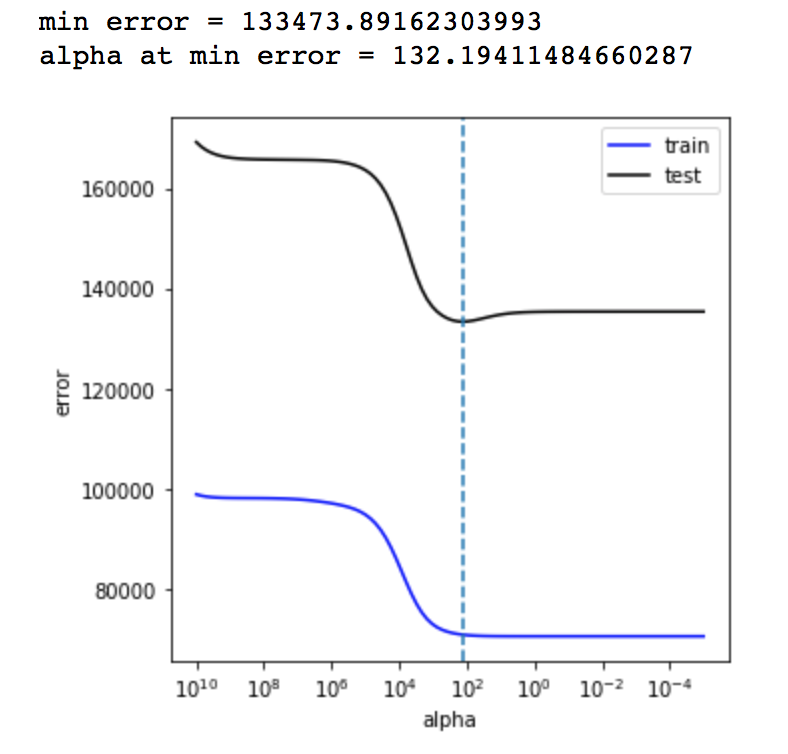 min error = 133473.89162303993
alpha at min error = 132.19411484660287
train
test
160000
140000
120000
100000
80000
error
10¹⁰ 10⁸ 10⁶ 10⁴ 10² 10⁰ 10⁻² 10⁻⁴
alpha